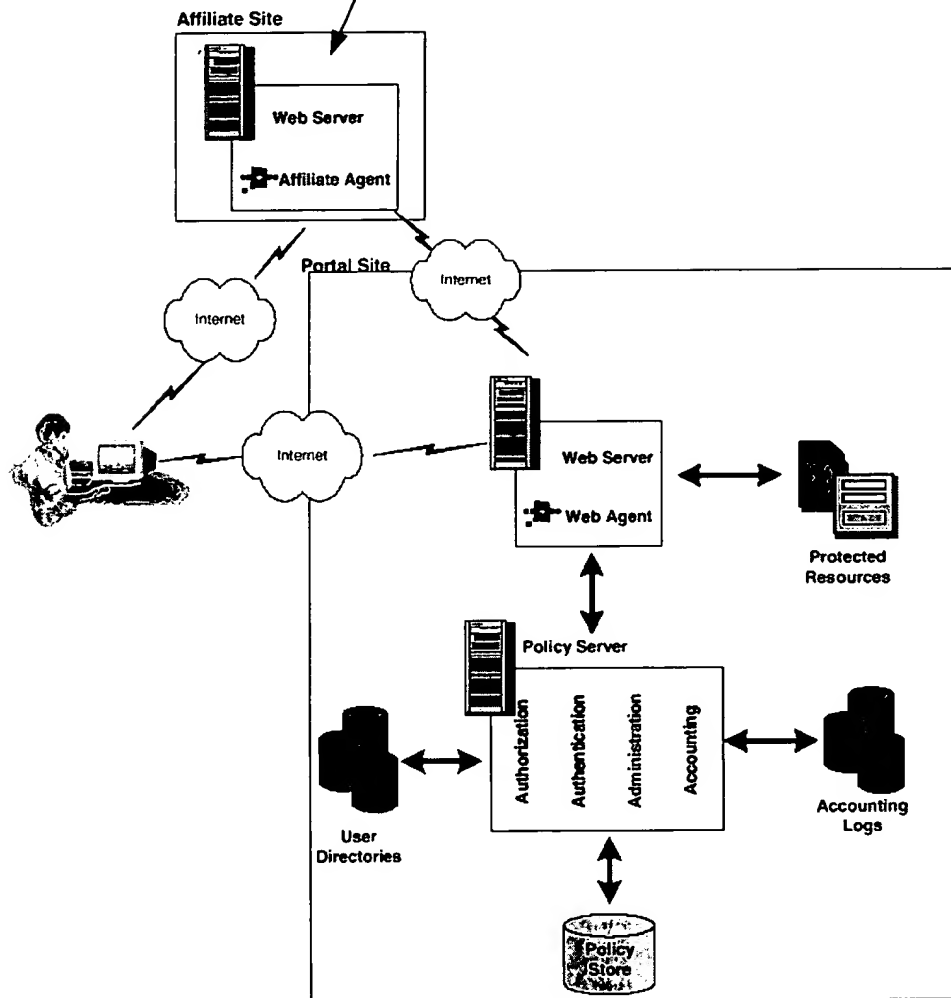 Affiliate Site
Web Server
Affiliate Agent
Portal Site
Internet
Internet
Internet
Web Server
Web Agent
Protected
Resources
Policy Server
Authorization
Authentication
Administration
Accounting
User
Directories
Accounting
Logs
Policy
Store